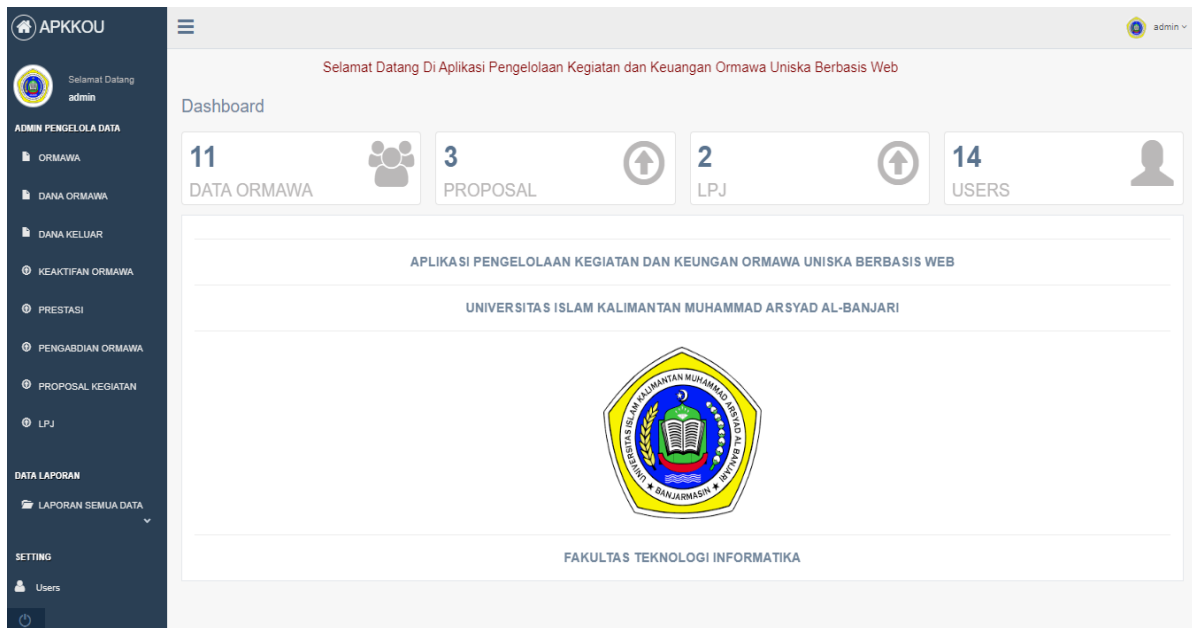 APKKOU
admin
Selamat Datang
admin
ADMIN PENGELOLA DATA
ORMAWA
DANA ORMAWA
DANA KELUAR
KEAKTIFAN ORMAWA
PRESTASI
PENGABDIAN ORMAWA
PROPOSAL KEGIATAN
LPJ
DATA LAPORAN
LAPORAN SEMUA DATA
SETTING
Users
Selamat Datang Di Aplikasi Pengelolaan Kegiatan dan Keuangan Ormawa Uniska Berbasis Web
Dashboard
11
DATA ORMAWA
3
PROPOSAL
2
LPJ
14
USERS
APLIKASI PENGELOLAAN KEGIATAN DAN KEUNGAN ORMAWA UNISKA BERBASIS WEB
UNIVERSITAS ISLAM KALIMANTAN MUHAMMAD ARSYAD AL-BANJARI
UNIVERSITAS ISLAM KALIMANTAN MUHAMMAD ARSYAD AL BANJARI
BANJARMASIN
FAKULTAS TEKNOLOGI INFORMATIKA